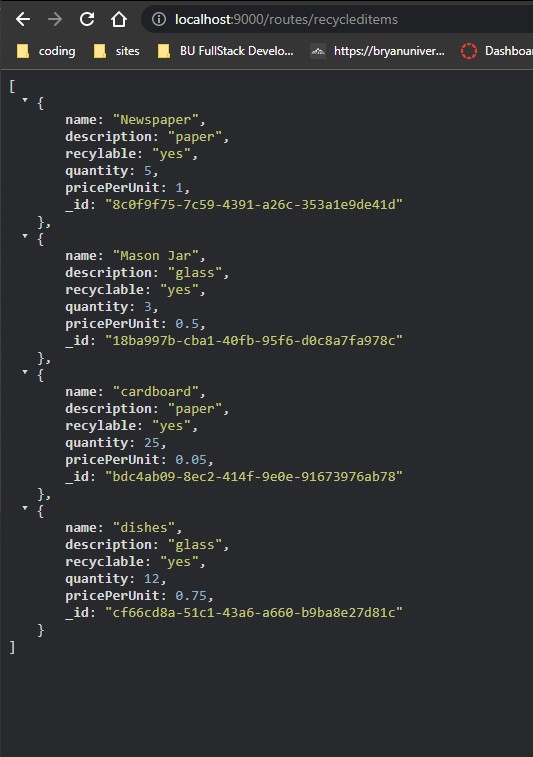 localhost:9000/routes/recycleditems
coding sites BU FullStack Develo... https://bryanuniver... Dashboar
[
{
name: "Newspaper",
description: "paper",
recylable: "yes",
quantity: 5,
pricePerUnit: 1,
_id: "8c0f9f75-7c59-4391-a26c-353a1e9de41d"
},
{
name: "Mason Jar",
description: "glass",
recyclable: "yes",
quantity: 3,
pricePerUnit: 0.5,
_id: "18ba997b-cba1-40fb-95f6-d0c8a7fa978c"
},
{
name: "cardboard",
description: "paper",
recylable: "yes",
quantity: 25,
pricePerUnit: 0.05,
_id: "bdc4ab09-8ec2-414f-9e0e-91673976ab78"
},
{
name: "dishes",
description: "glass",
recyclable: "yes",
quantity: 12,
pricePerUnit: 0.75,
_id: "cf66cd8a-51c1-43a6-a660-b9ba8e27d81c"
}
]